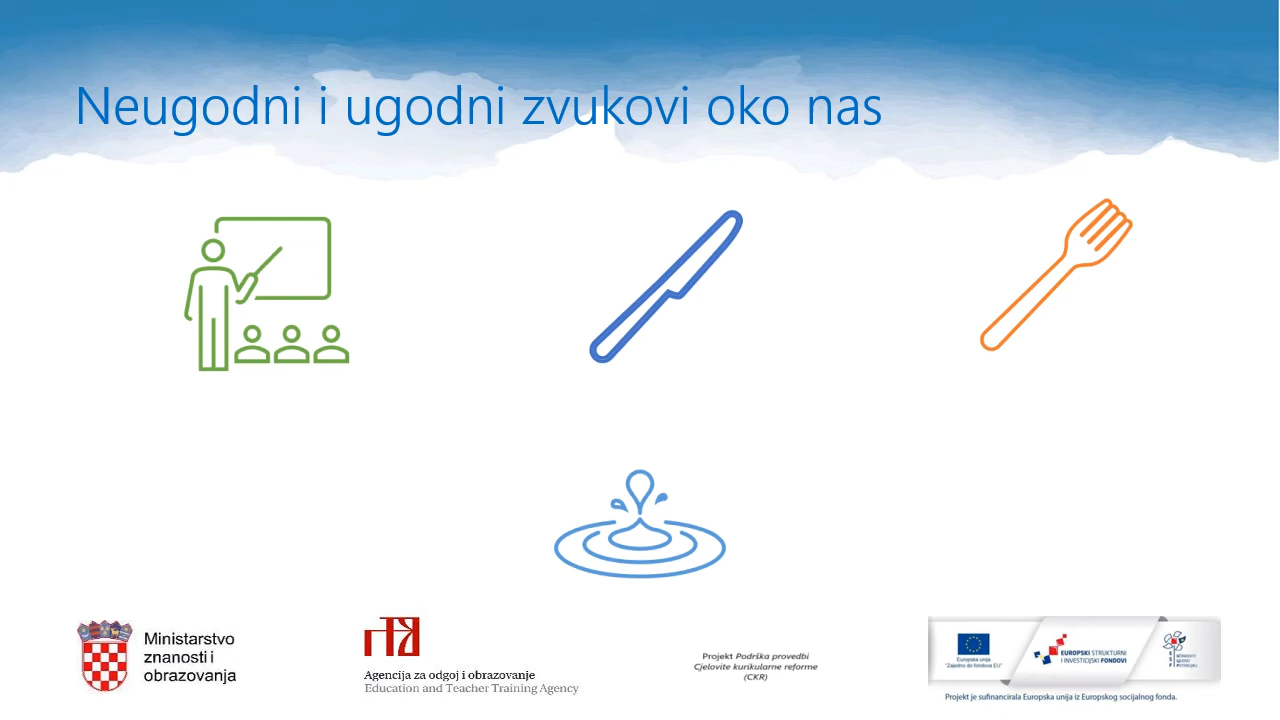 Neugodni i ugodni zvukovi oko nas
Ministarstvo
znanosti i
obrazovanja
Agencija za odgoj i obrazovanje
Education and Teacher Training Agency
Projekt Podrška provedbi
Cjelovite kurikularne reforme
(CKR)
Europska unija
"Zajedno do fondova EU"
EUROPSKI STRUKTURNI
I INVESTICIJSKI FONDOVI
Projekt je sufinancirala Europska unija iz Europskog socijalnog fonda.